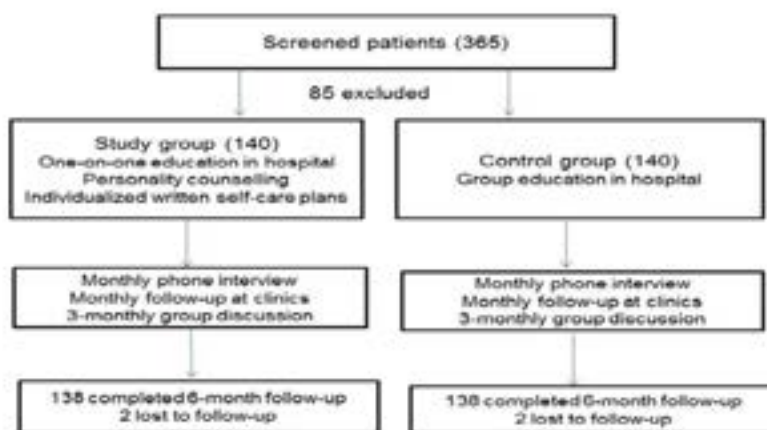 Screened patients (365)
85 excluded
Study group (140)
One-on-one education in hospital
Personality counselling
Individualized written self-care plans
Control group (140)
Group education in hospital
Monthly phone interview
Monthly follow-up at clinics
3-monthly group discussion
Monthly phone interview
Monthly follow-up at clinics
3-monthly group discussion
138 completed 6-month follow-up
2 lost to follow-up
138 completed 6-month follow-up
2 lost to follow-up